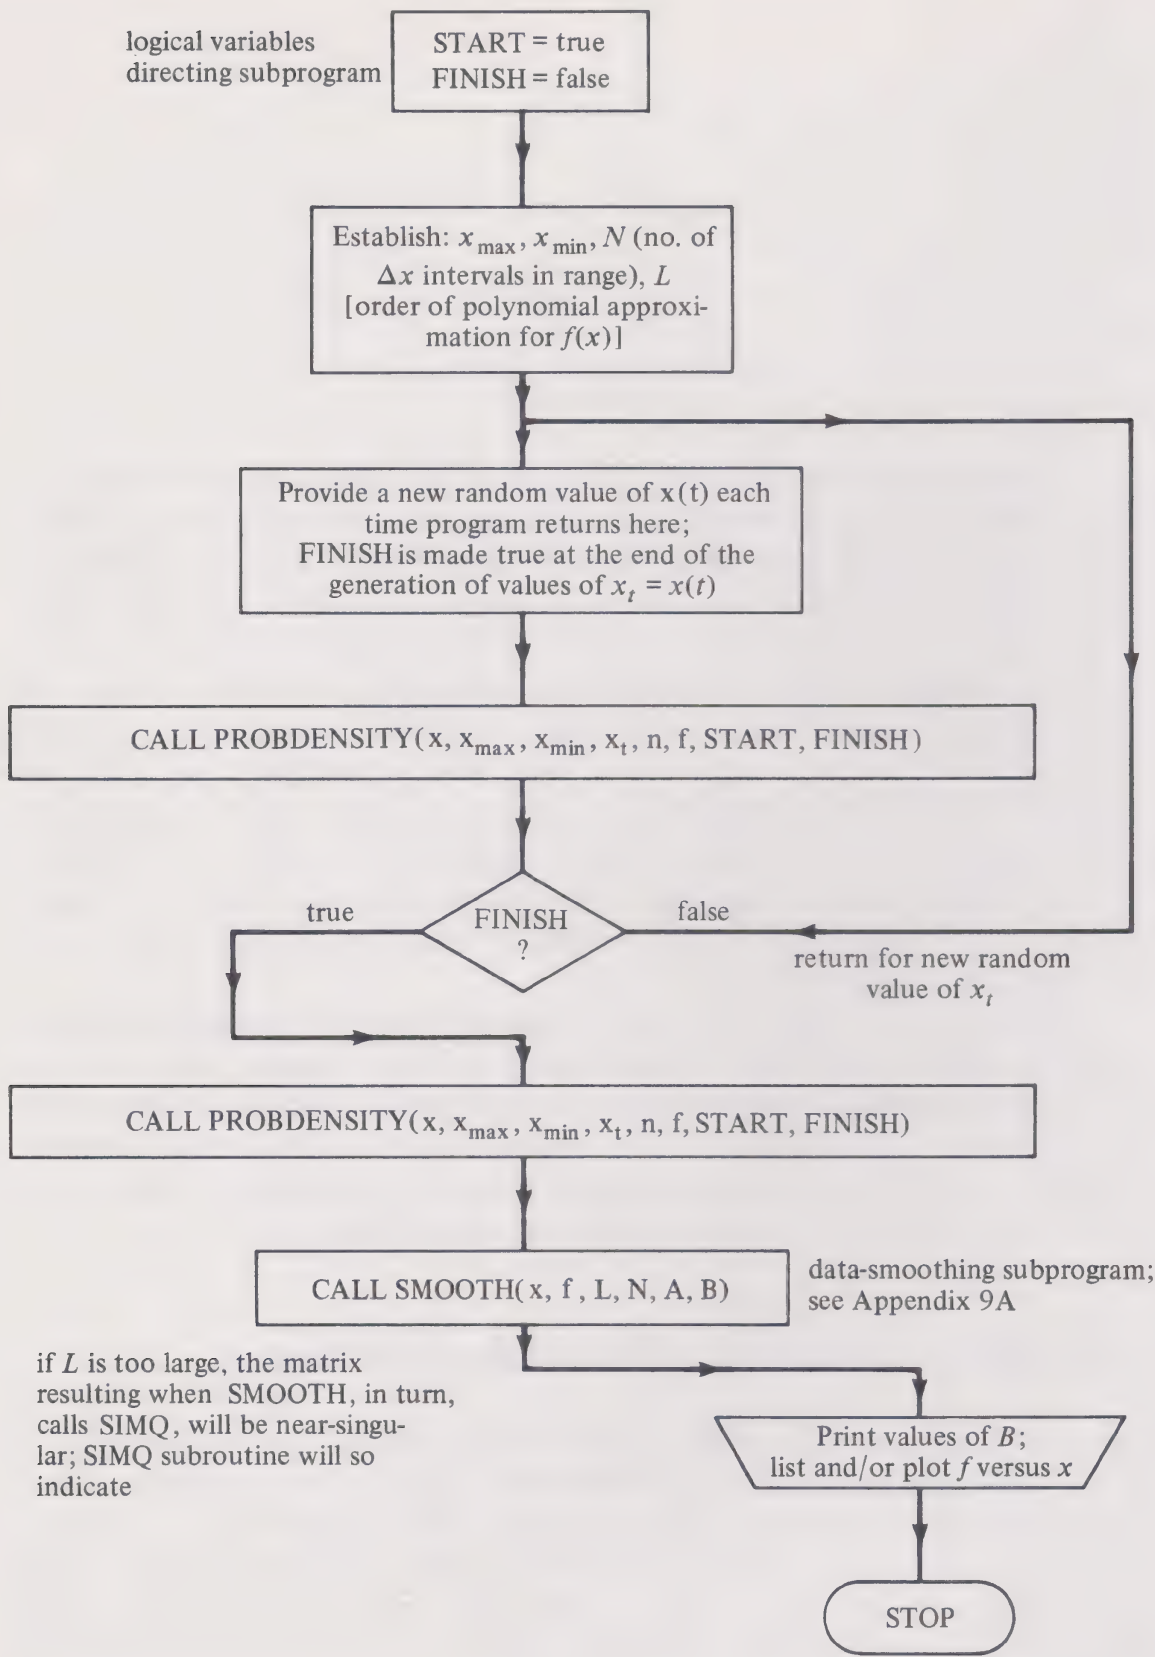 logical variables
directing subprogram
START = true
FINISH = false
Establish: x_max, x_min, N (no. of
Δx intervals in range), L
[order of polynomial approxi-
mation for f(x)]
Provide a new random value of x(t) each
time program returns here;
FINISH is made true at the end of the
generation of values of x_t = x(t)
CALL PROBDENSITY(x, x_max, x_min, x_t, n, f, START, FINISH)
true
FINISH
?
false
return for new random
value of x_t
CALL PROBDENSITY(x, x_max, x_min, x_t, n, f, START, FINISH)
CALL SMOOTH(x, f, L, N, A, B)
data-smoothing subprogram;
see Appendix 9A
if L is too large, the matrix
resulting when SMOOTH, in turn,
calls SIMQ, will be near-singu-
lar; SIMQ subroutine will so
indicate
Print values of B;
list and/or plot f versus x
STOP